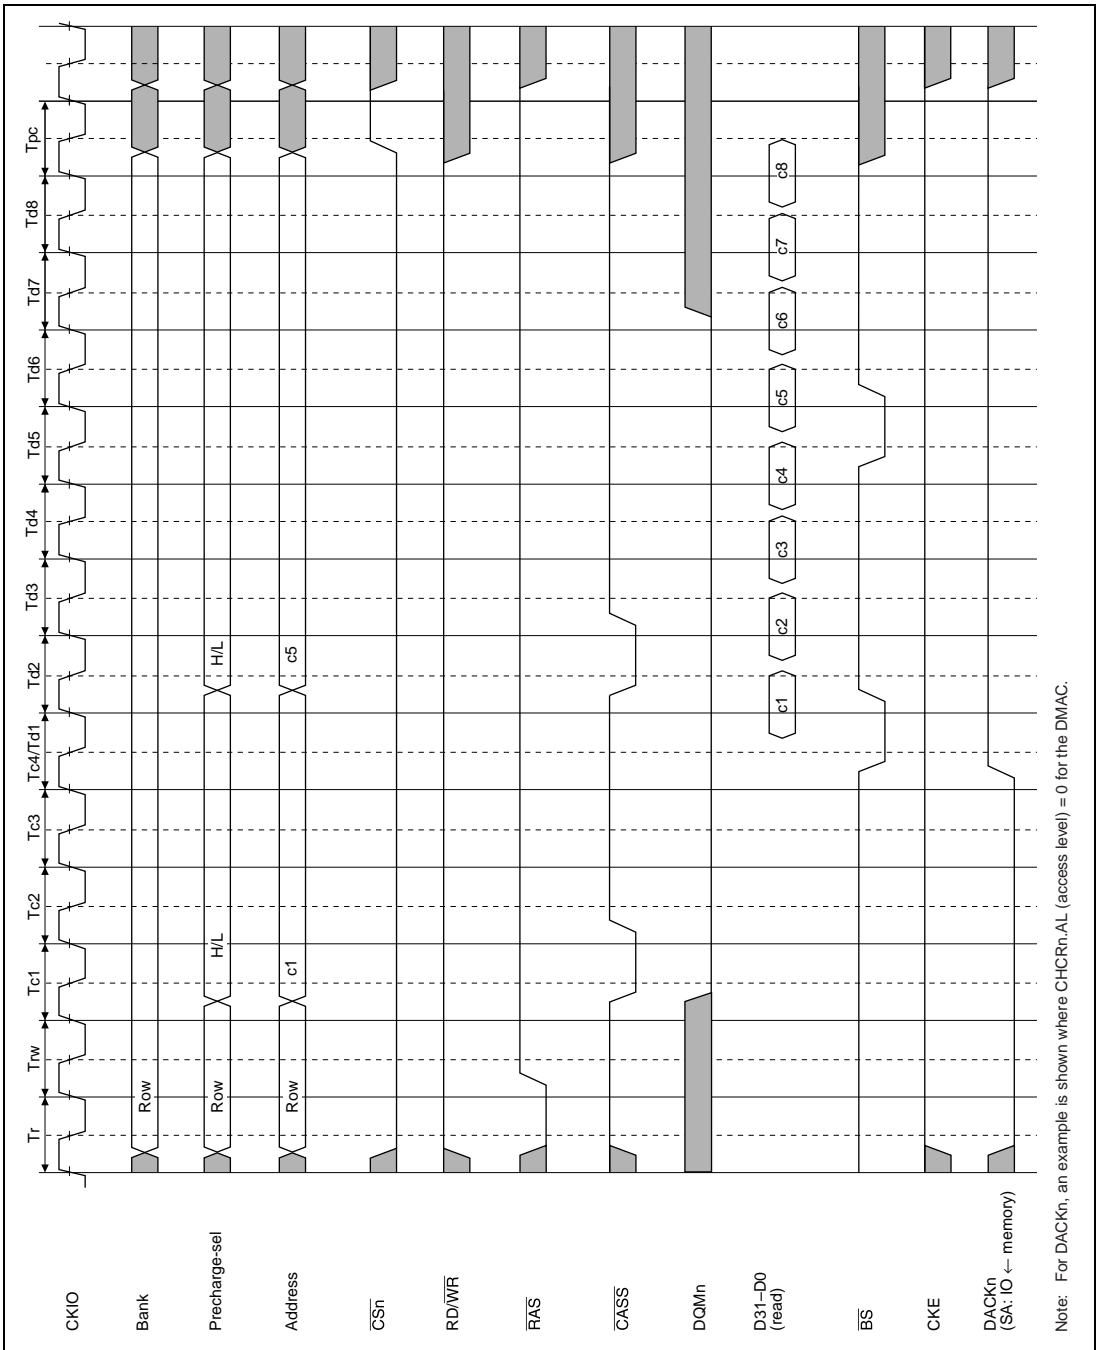 Tr Trw Tc1 Tc2 Tc3 Tc4/Td1 Td2 Td3 Td4 Td5 Td6 Td7 Td8 Tpc
CKIO
Bank Row
Precharge-sel Row H/L H/L
Address Row c1 c5
CSn
RD/WR
RAS
CASS
DQMn
D31–D0
(read)
c1 c2 c3 c4 c5 c6 c7 c8
BS
CKE
DACKn
(SA: IO ← memory)
Note: For DACKn, an example is shown where CHCRn.AL (access level) = 0 for the DMAC.